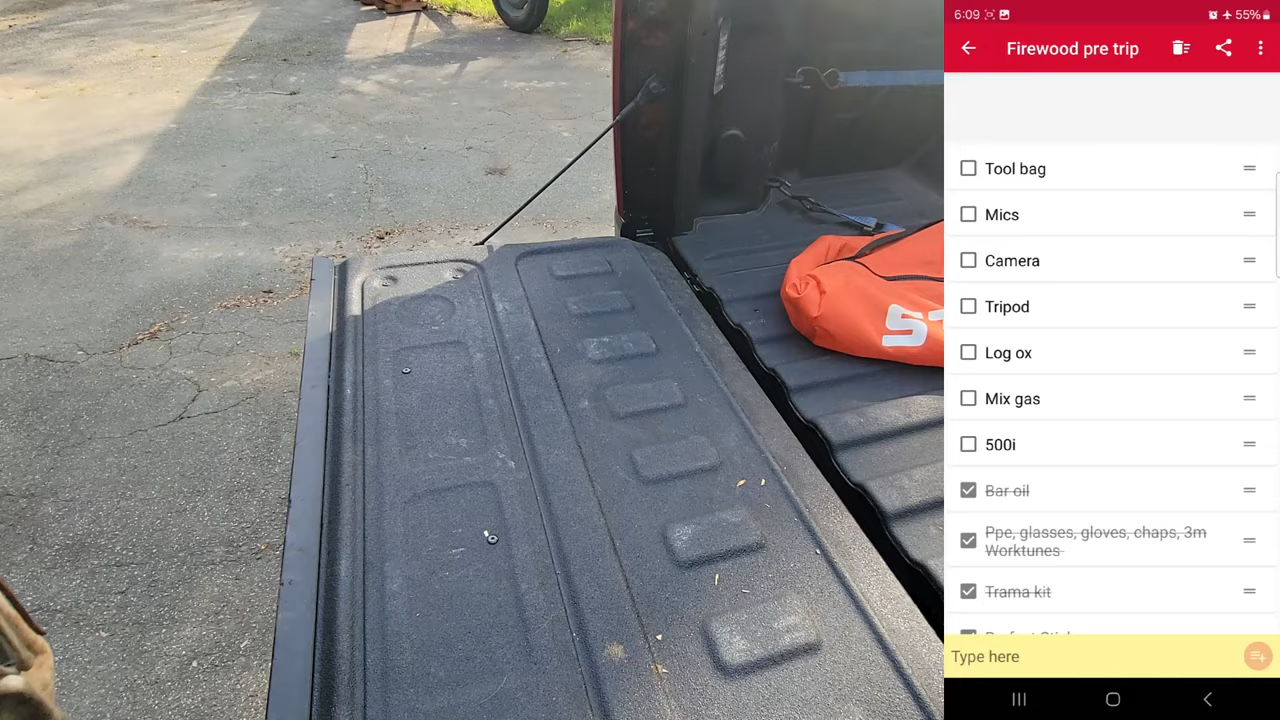 6:09
55%
Firewood pre trip
Tool bag
Mics
Camera
Tripod
Log ox
Mix gas
500i
Bar oil
Ppe, glasses, gloves, chaps, 3m
Worktunes
Trama kit
Type here